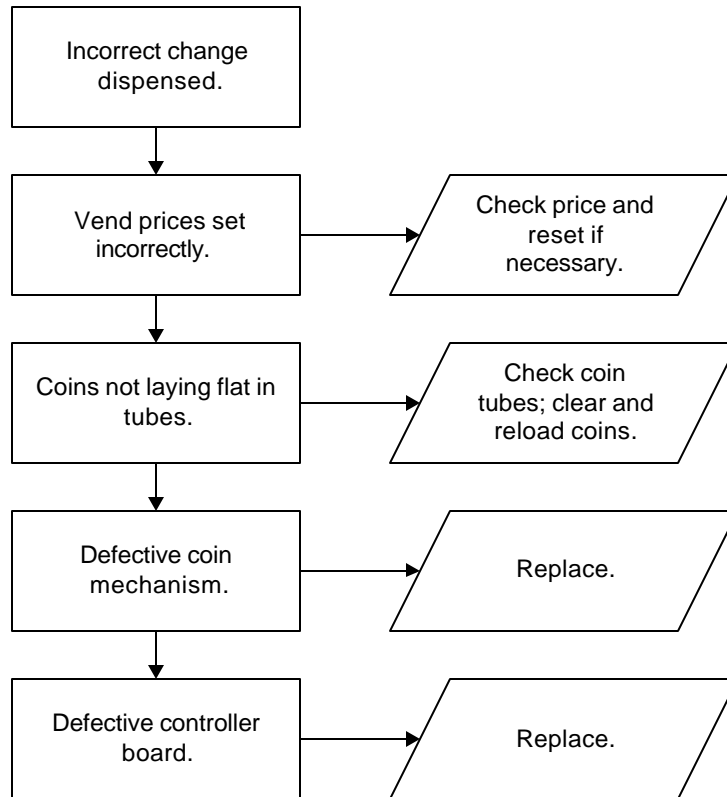 Incorrect change
dispensed.
Vend prices set
incorrectly.
Check price and
reset if
necessary.
Coins not laying flat in
tubes.
Check coin
tubes; clear and
reload coins.
Defective coin
mechanism.
Replace.
Defective controller
board.
Replace.